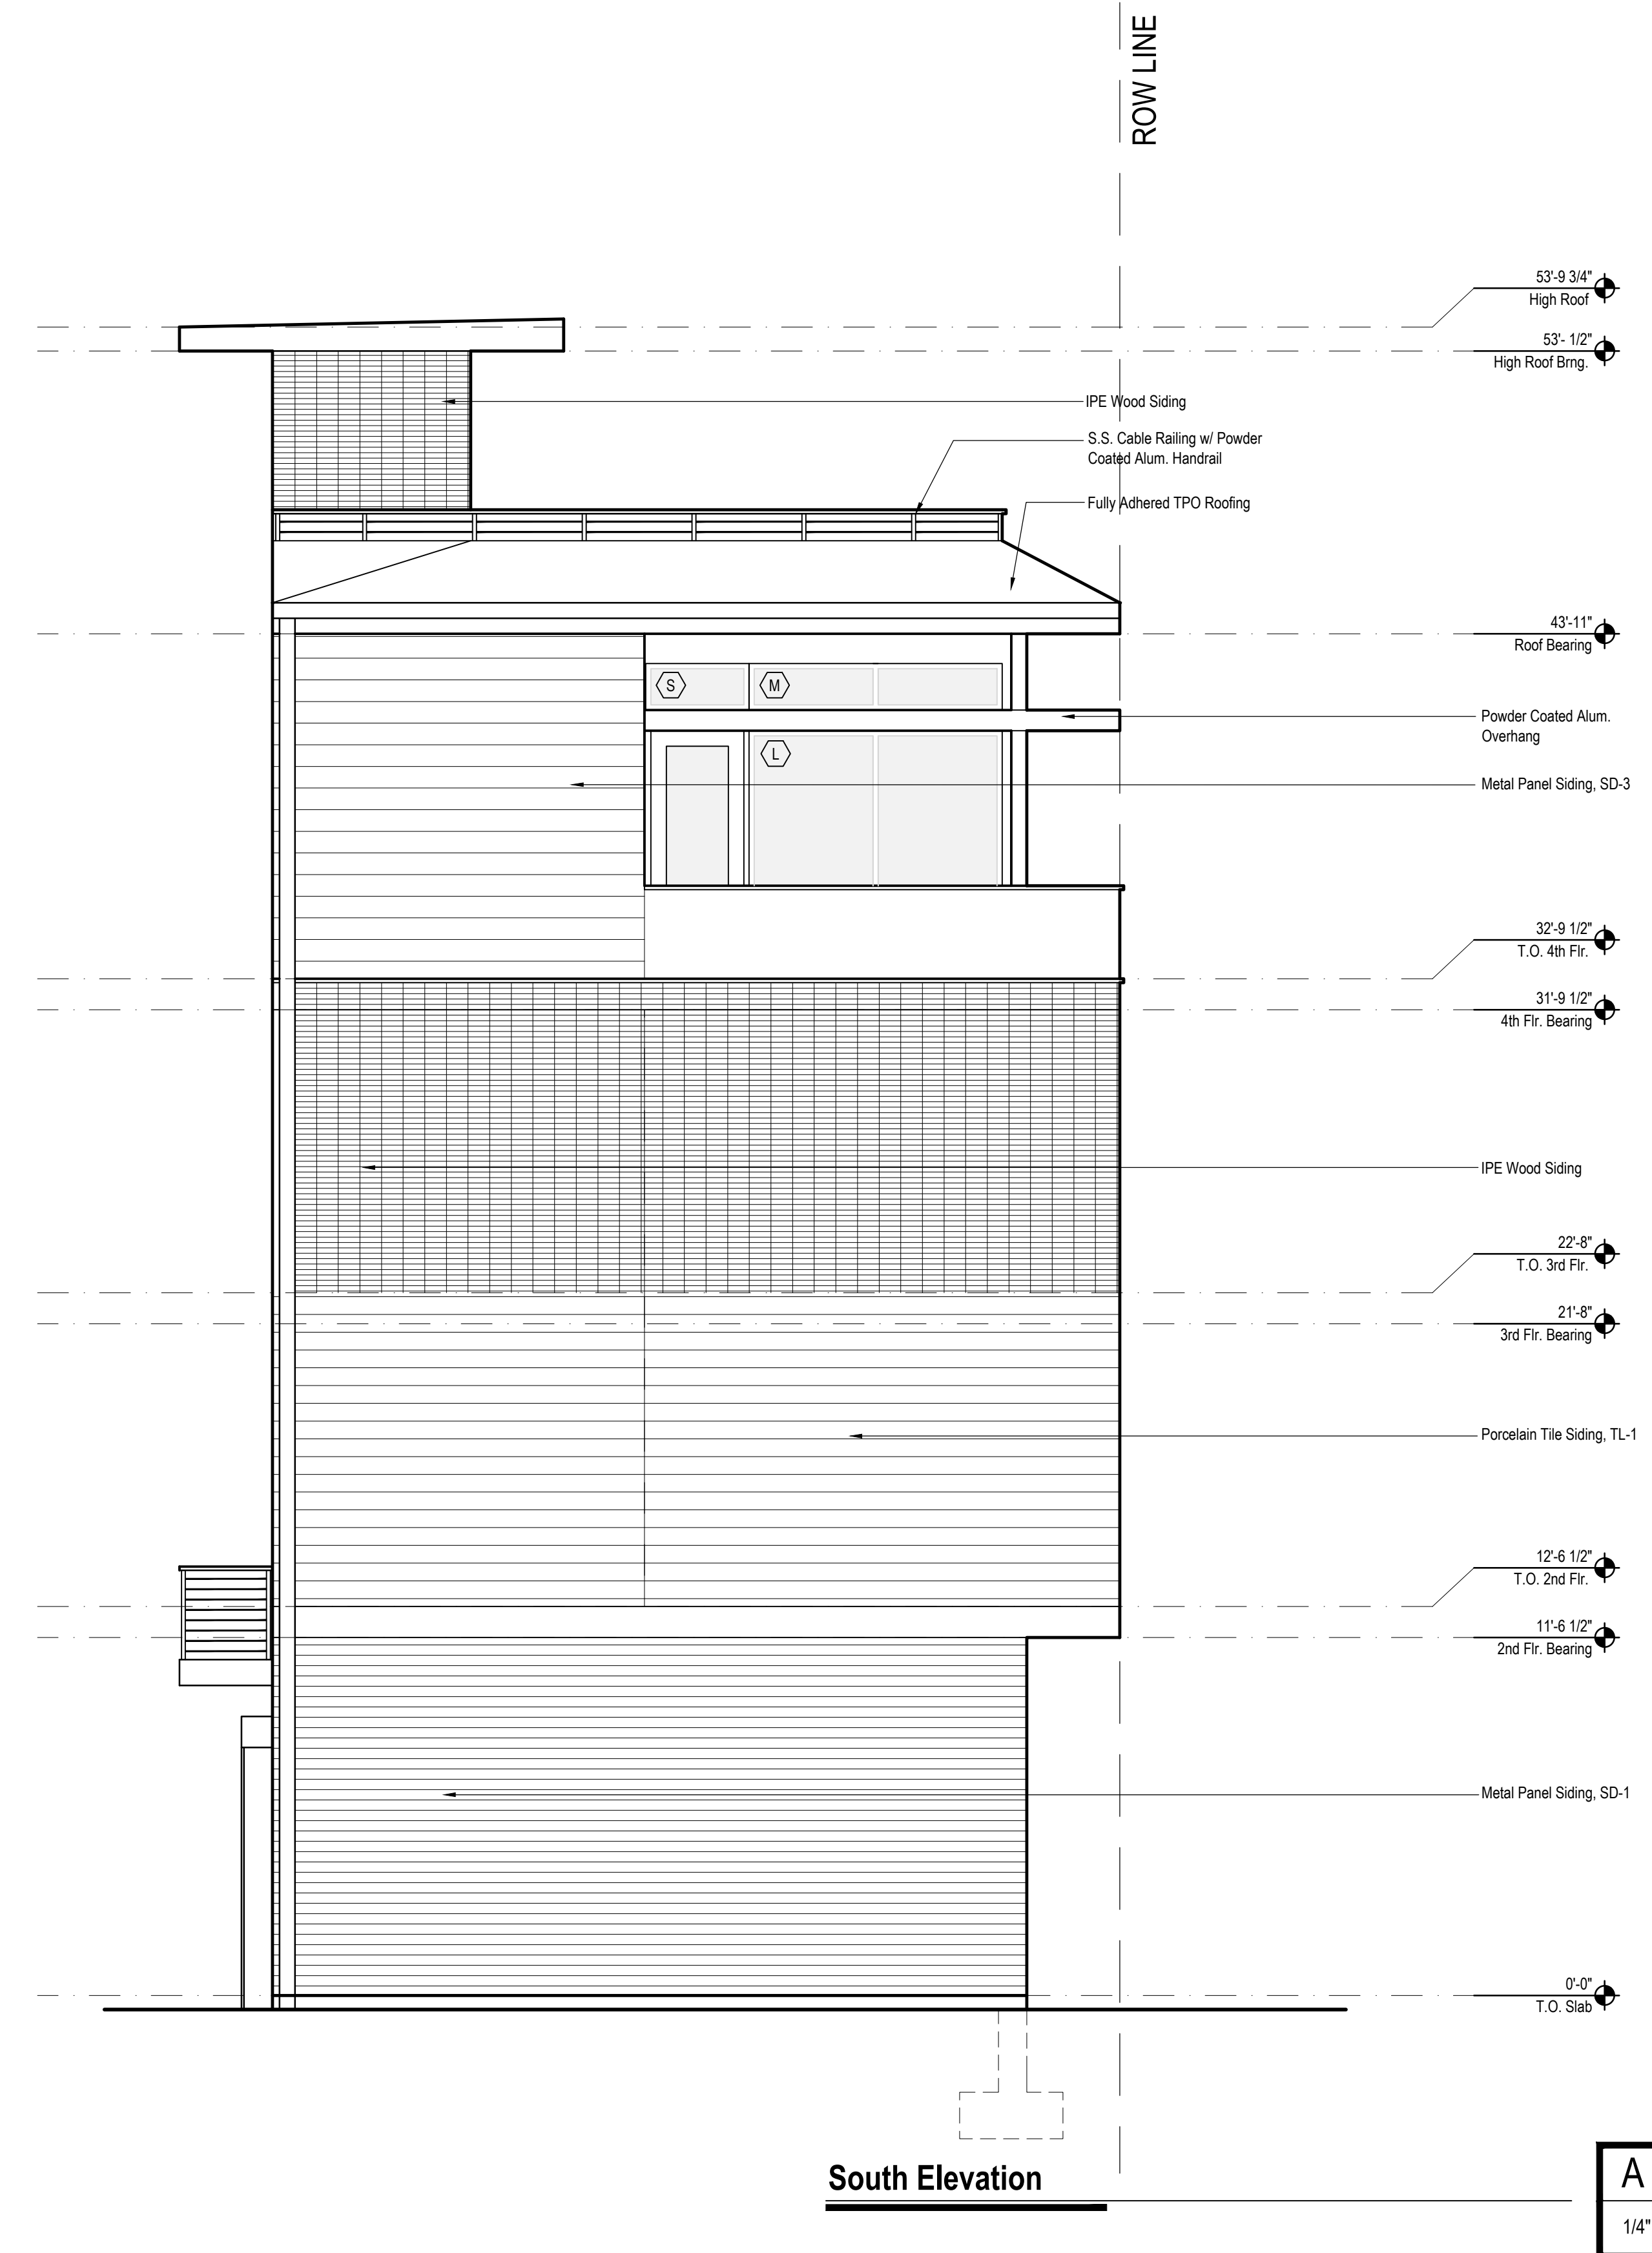 ROW LINE
53'-9 3/4"
High Roof
53'- 1/2"
High Roof Brng.
IPE Wood Siding
S.S. Cable Railing w/ Powder
Coated Alum. Handrail
Fully Adhered TPO Roofing
43'-11"
Roof Bearing
S
M
Powder Coated Alum.
Overhang
L
Metal Panel Siding, SD-3
32'-9 1/2"
T.O. 4th Flr.
31'-9 1/2"
4th Flr. Bearing
IPE Wood Siding
22'-8"
T.O. 3rd Flr.
21'-8"
3rd Flr. Bearing
Porcelain Tile Siding, TL-1
12'-6 1/2"
T.O. 2nd Flr.
11'-6 1/2"
2nd Flr. Bearing
Metal Panel Siding, SD-1
0'-0"
T.O. Slab
South Elevation
A
1/4"